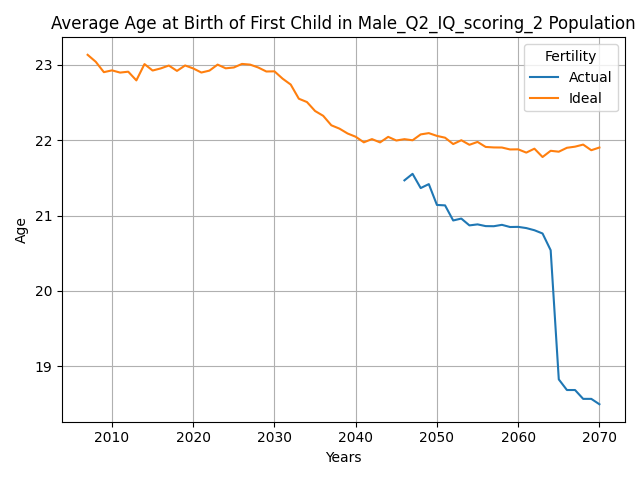 Average Age at Birth of First Child in Male_Q2_IQ_scoring_2 Population
Fertility
Actual
Ideal
23
22
21
20
19
Age
2010 2020 2030 2040 2050 2060 2070
Years